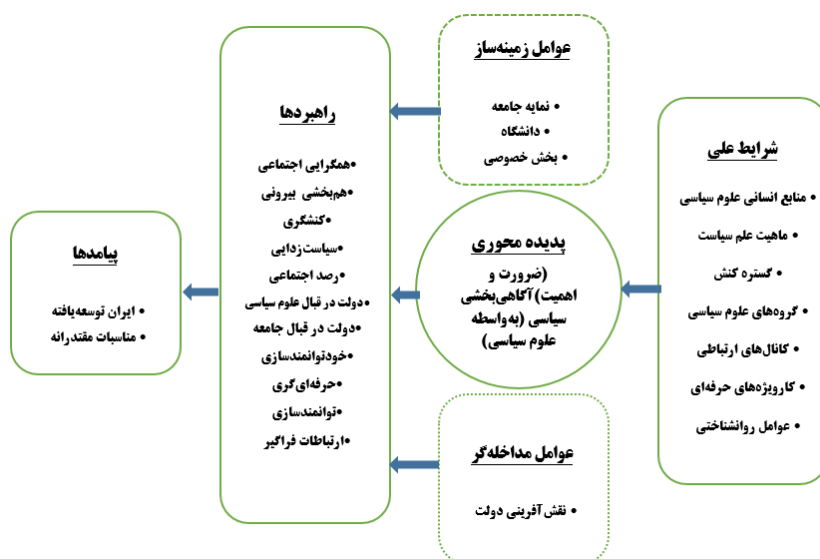 شرایط علی
• منابع انسانی علوم سیاسی
• ماهیت علم سیاست
• گستره کنش
• گروه‌های علوم سیاسی
• کانال‌های ارتباطی
• کارویژه‌های حرفه‌ای
• عوامل روانشناختی
عوامل زمینه‌ساز
• نمایه جامعه
• دانشگاه
• بخش خصوصی
پدیده محوری
(ضرورت و
اهمیت)آگاهی‌بخشی
سیاسی (به‌واسطه
علوم سیاسی)
عوامل مداخله‌گر
• نقش‌آفرینی دولت
راهبردها
•همگرایی اجتماعی
•هم‌بخشی بیرونی
•کنشگری
•سیاست‌زدایی
•رصد اجتماعی
•دولت در قبال علوم سیاسی
•دولت در قبال جامعه
•خودتوانمندسازی
•حرفه‌ای‌گری
•توانمندسازی
•ارتباطات فراگیر
پیامدها
• ایران توسعه‌یافته
• مناسبات مقتدرانه